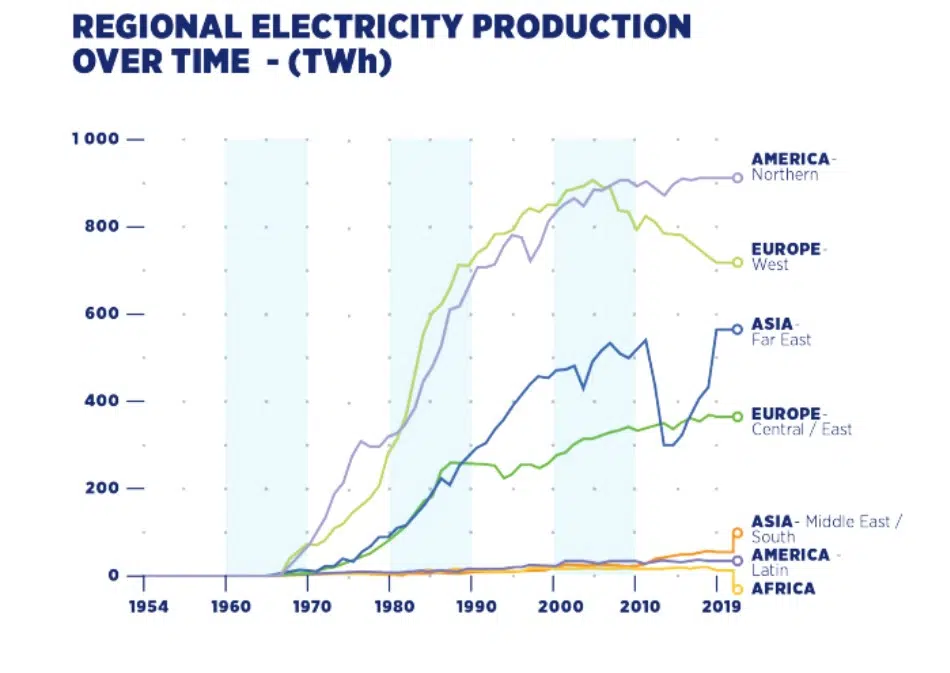 REGIONAL ELECTRICITY PRODUCTION
OVER TIME - (TWh)
1 000
800
600
400
200
0
1954 1960 1970 1980 1990 2000 2010 2019
AMERICA-
Northern
EUROPE-
West
ASIA-
Far East
EUROPE-
Central / East
ASIA- Middle East /
South
AMERICA -
Latin
AFRICA